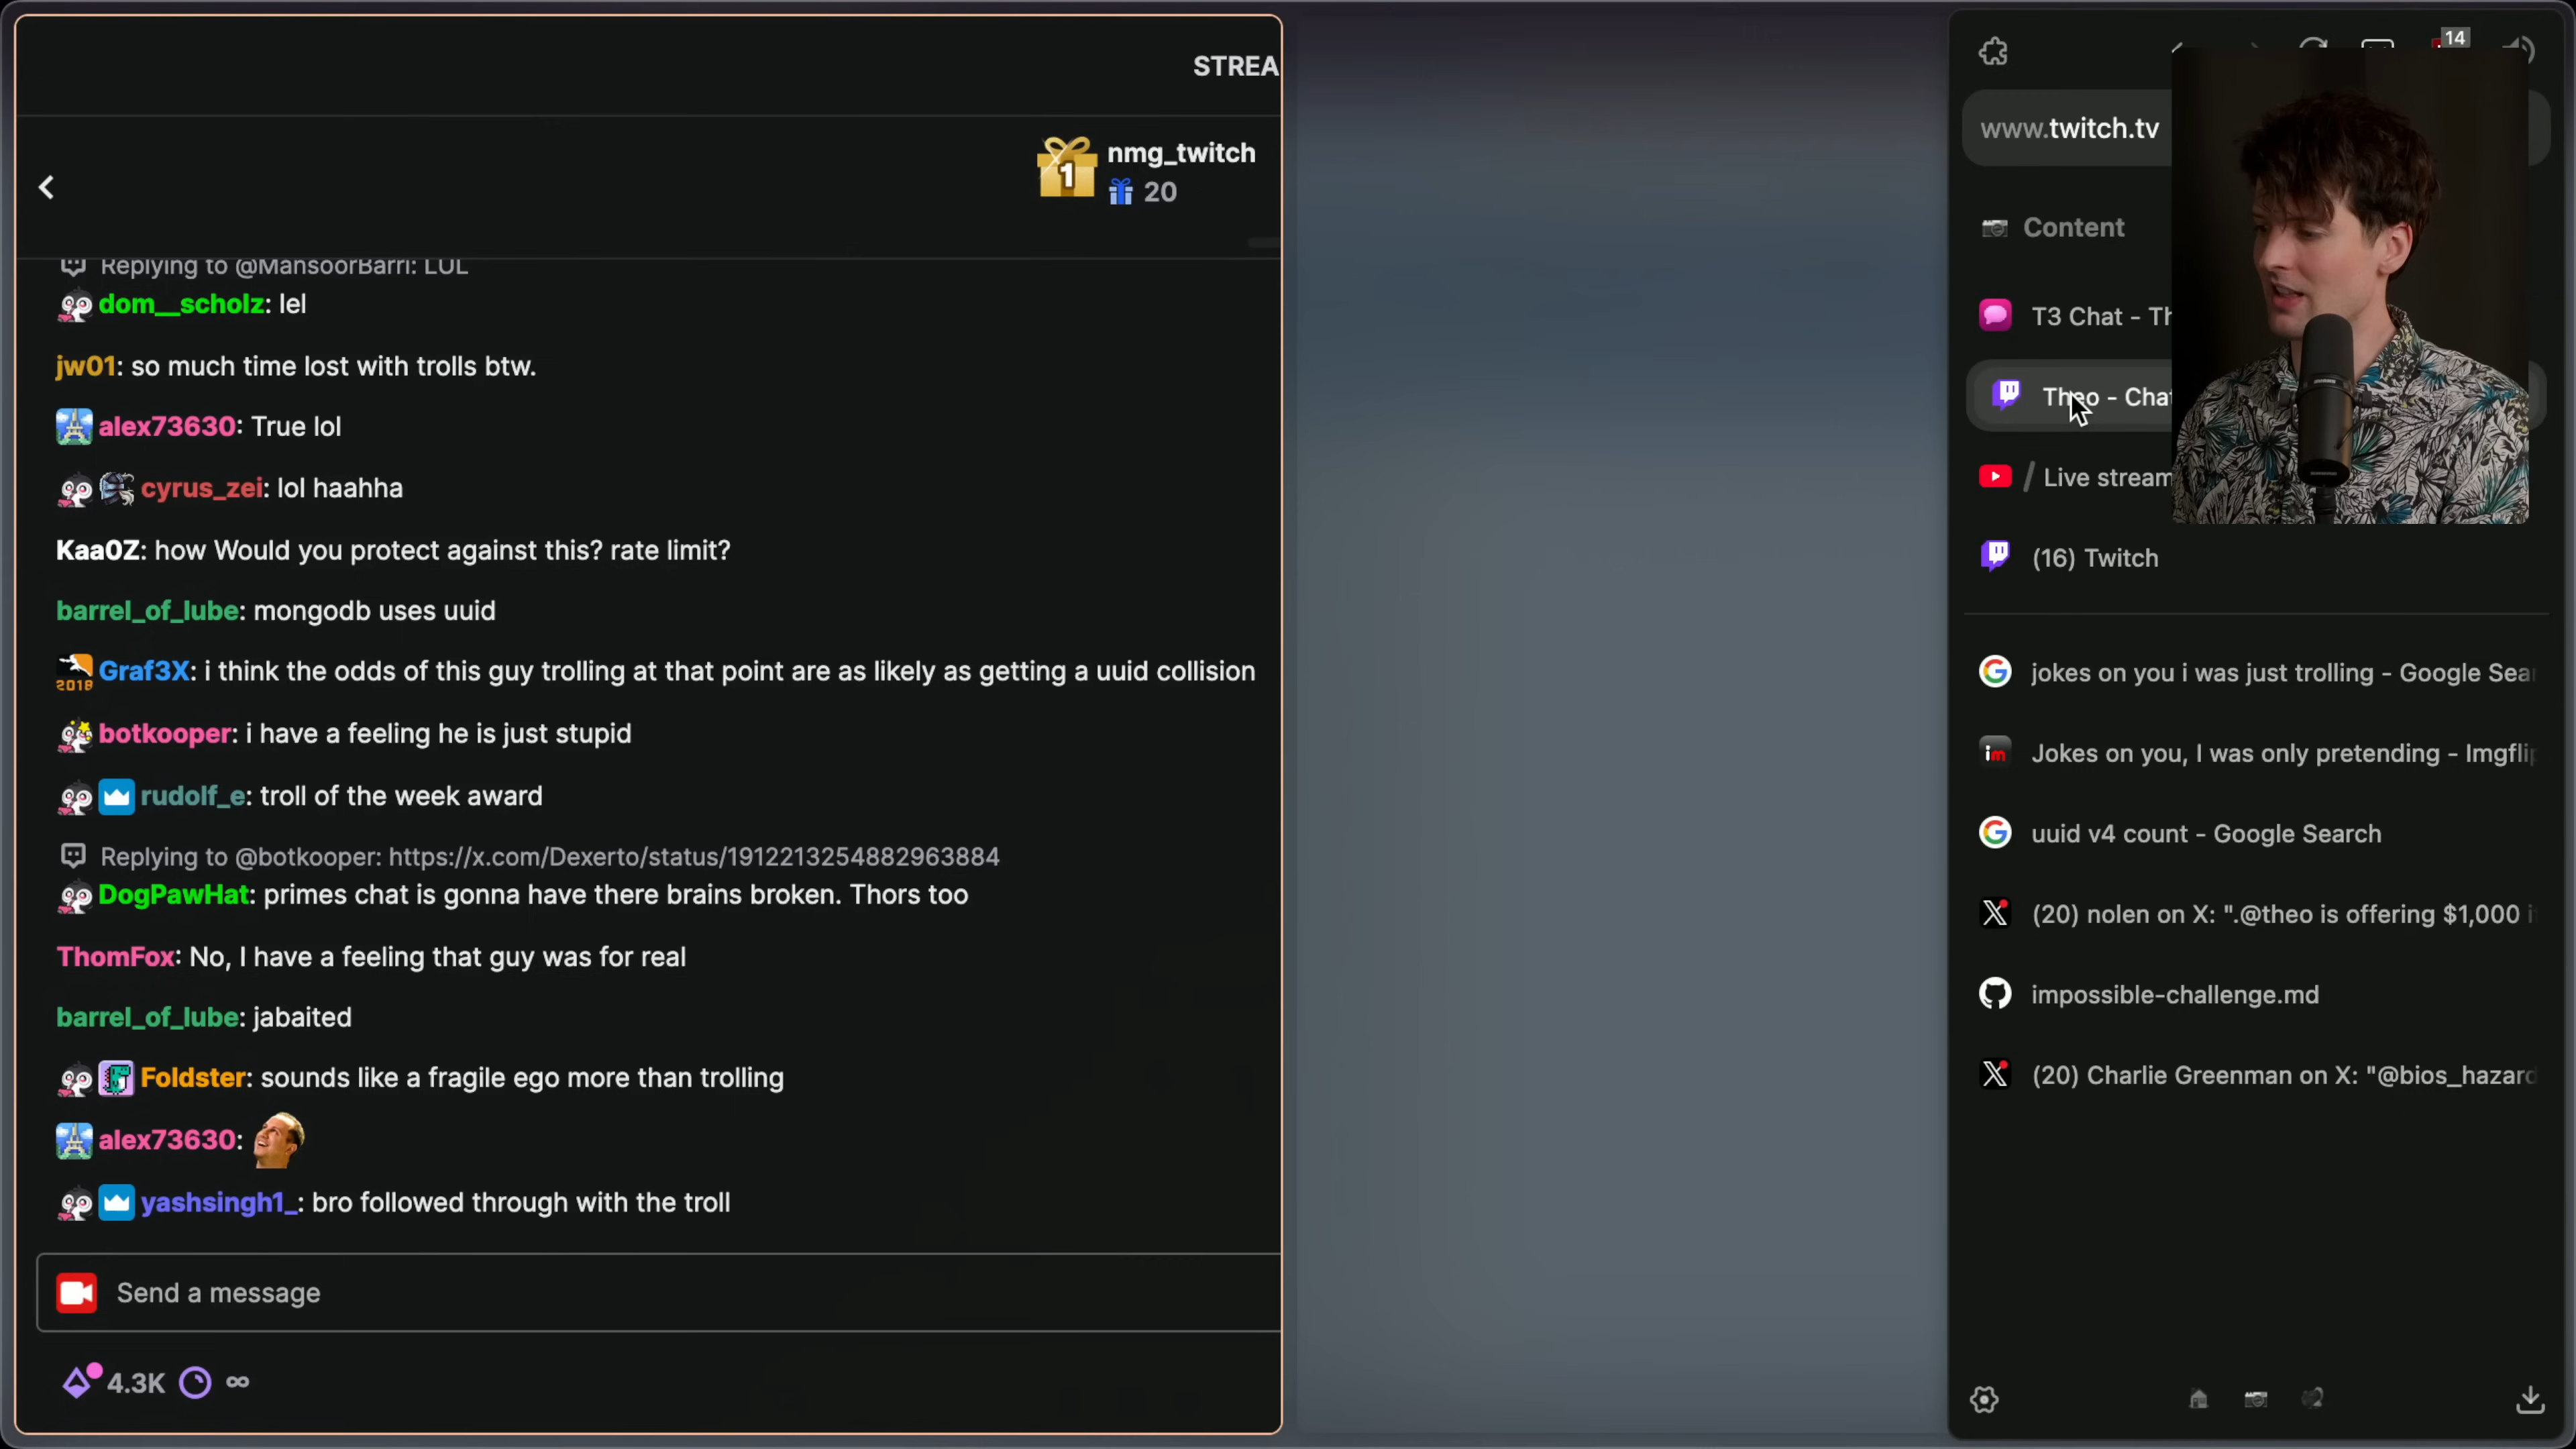 STREA
nmg_twitch
1
20
Replying to @MansoorBarri: LUL
dom__scholz: lel
jw01: so much time lost with trolls btw.
alex73630: True lol
cyrus_zei: lol haahha
Kaa0Z: how Would you protect against this? rate limit?
barrel_of_lube: mongodb uses uuid
2018 Graf3X: i think the odds of this guy trolling at that point are as likely as getting a uuid collision
botkooper: i have a feeling he is just stupid
rudolf_e: troll of the week award
Replying to @botkooper: https://x.com/Dexerto/status/1912213254882963884
DogPawHat: primes chat is gonna have there brains broken. Thors too
ThomFox: No, I have a feeling that guy was for real
barrel_of_lube: jabaited
Foldster: sounds like a fragile ego more than trolling
alex73630:
yashsingh1_: bro followed through with the troll
Send a message
4.3K ∞
14
www.twitch.tv
Content
T3 Chat - Th
Theo - Chat
/ Live stream
(16) Twitch
jokes on you i was just trolling - Google Sear
im Jokes on you, I was only pretending - Imgflip
uuid v4 count - Google Search
(20) nolen on X: ".@theo is offering $1,000 i
impossible-challenge.md
(20) Charlie Greenman on X: "@bios_hazard